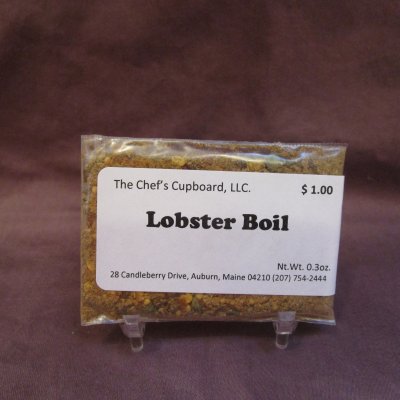 The Chef's Cupboard, LLC. $ 1.00
Lobster Boil
Nt.Wt. 0.3oz.
28 Candleberry Drive, Auburn, Maine 04210 (207) 754-2444